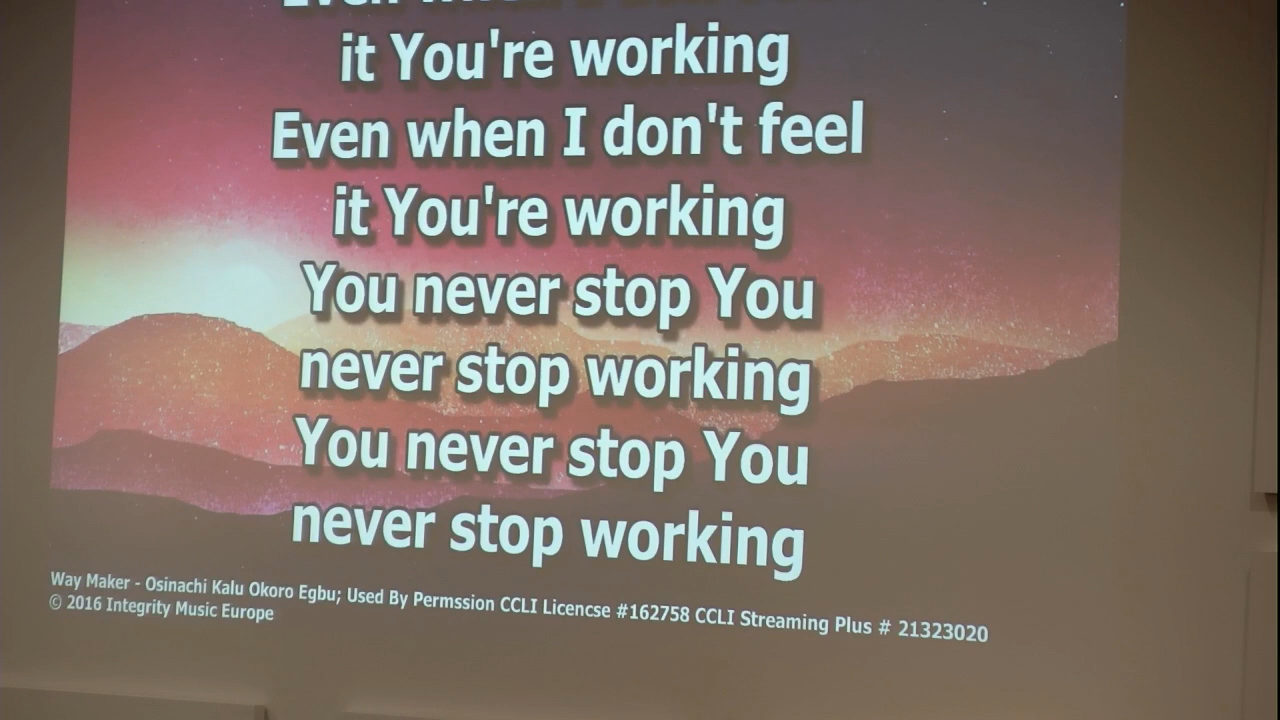 Even
it You're working
Even when I don't feel
it You're working
You never stop You
never stop working
You never stop You
never stop working
Way Maker - Osinachi Kalu Okoro Egbu; Used By Permssion CCLI Licencse #162758 CCLI Streaming Plus # 21323020
© 2016 Integrity Music Europe